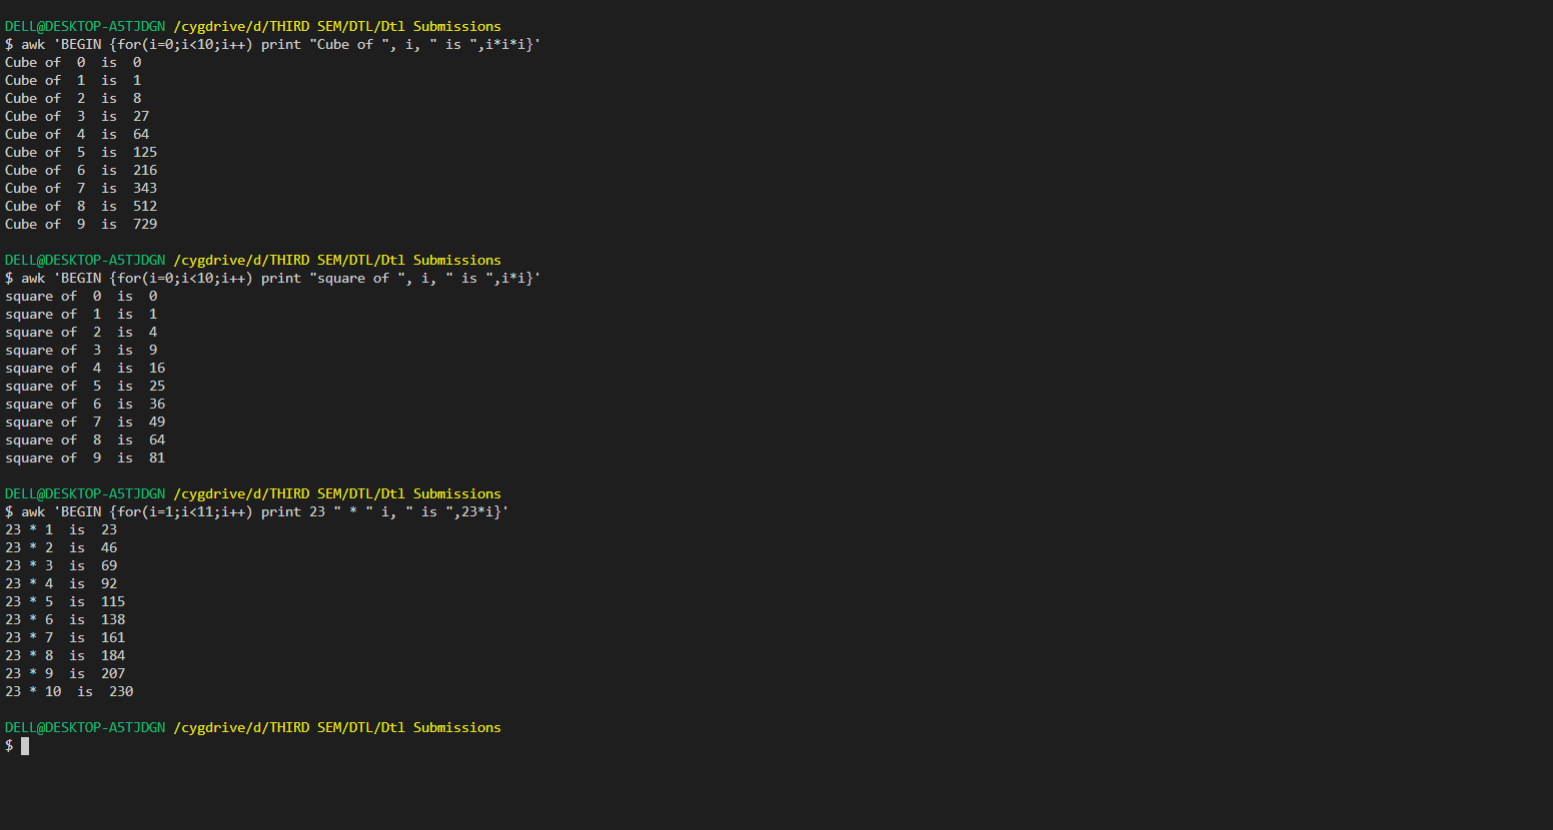 DELL@DESKTOP-A5TJDGN /cygdrive/d/THIRD SEM/DTL/Dtl Submissions
$ awk 'BEGIN {for(i=0;i<10;i++) print "Cube of ", i, " is ",i*i*i}'
Cube of  0  is  0
Cube of  1  is  1
Cube of  2  is  8
Cube of  3  is  27
Cube of  4  is  64
Cube of  5  is  125
Cube of  6  is  216
Cube of  7  is  343
Cube of  8  is  512
Cube of  9  is  729
DELL@DESKTOP-A5TJDGN /cygdrive/d/THIRD SEM/DTL/Dtl Submissions
$ awk 'BEGIN {for(i=0;i<10;i++) print "square of ", i, " is ",i*i}'
square of  0  is  0
square of  1  is  1
square of  2  is  4
square of  3  is  9
square of  4  is  16
square of  5  is  25
square of  6  is  36
square of  7  is  49
square of  8  is  64
square of  9  is  81
DELL@DESKTOP-A5TJDGN /cygdrive/d/THIRD SEM/DTL/Dtl Submissions
$ awk 'BEGIN {for(i=1;i<11;i++) print 23 " * " i, " is ",23*i}'
23 * 1  is  23
23 * 2  is  46
23 * 3  is  69
23 * 4  is  92
23 * 5  is  115
23 * 6  is  138
23 * 7  is  161
23 * 8  is  184
23 * 9  is  207
23 * 10  is  230
DELL@DESKTOP-A5TJDGN /cygdrive/d/THIRD SEM/DTL/Dtl Submissions
$